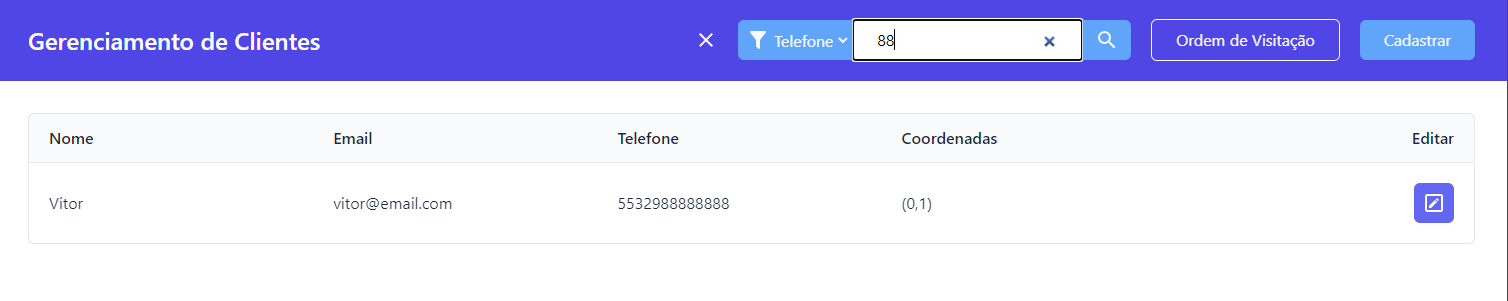 Gerenciamento de Clientes
Telefone 88 Ordem de Visitação Cadastrar
Nome Email Telefone Coordenadas Editar
Vitor vitor@email.com 5532988888888 (0,1)